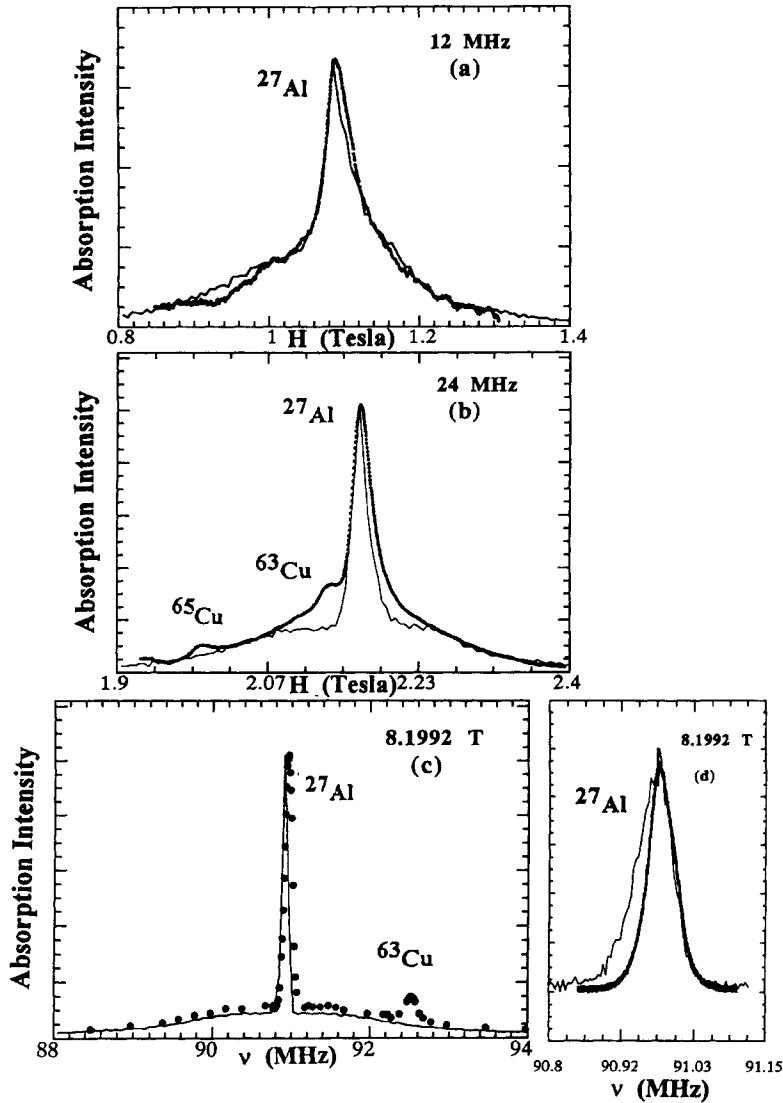 12 MHz
(a)
27Al
Absorption Intensity
0.8 1 H (Tesla) 1.2 1.4
24 MHz
(b)
27Al
63Cu
65Cu
Absorption Intensity
1.9 2.07 H (Tesla) 2.23 2.4
8.1992 T
(c)
27Al
63Cu
Absorption Intensity
88 90 ν (MHz) 92 94
8.1992 T
(d)
27Al
90.8 90.92 91.03 91.15
ν (MHz)